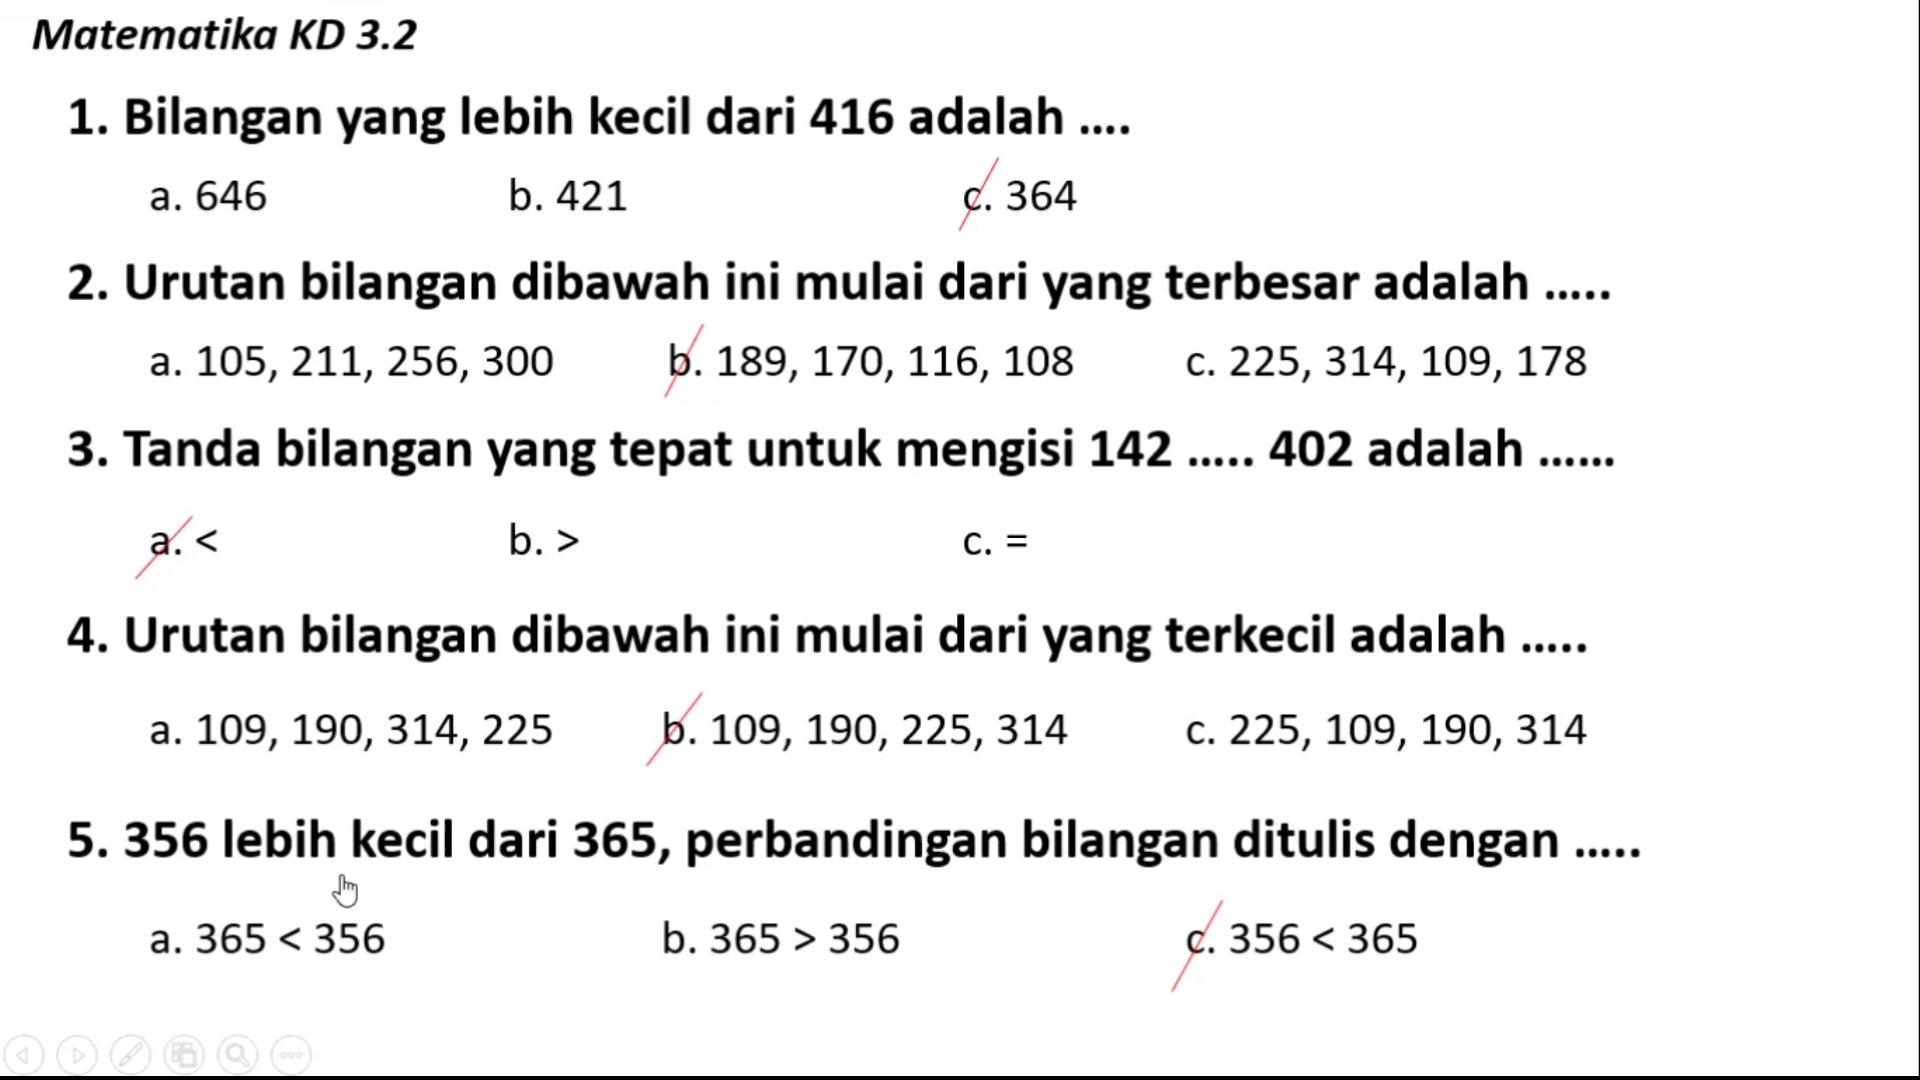 Matematika KD 3.2
1. Bilangan yang lebih kecil dari 416 adalah ....
a. 646 b. 421 c. 364
2. Urutan bilangan dibawah ini mulai dari yang terbesar adalah .....
a. 105, 211, 256, 300 b. 189, 170, 116, 108 c. 225, 314, 109, 178
3. Tanda bilangan yang tepat untuk mengisi 142 ..... 402 adalah ......
a. < b. > c. =
4. Urutan bilangan dibawah ini mulai dari yang terkecil adalah .....
a. 109, 190, 314, 225 b. 109, 190, 225, 314 c. 225, 109, 190, 314
5. 356 lebih kecil dari 365, perbandingan bilangan ditulis dengan .....
a. 365 < 356 b. 365 > 356 c. 356 < 365